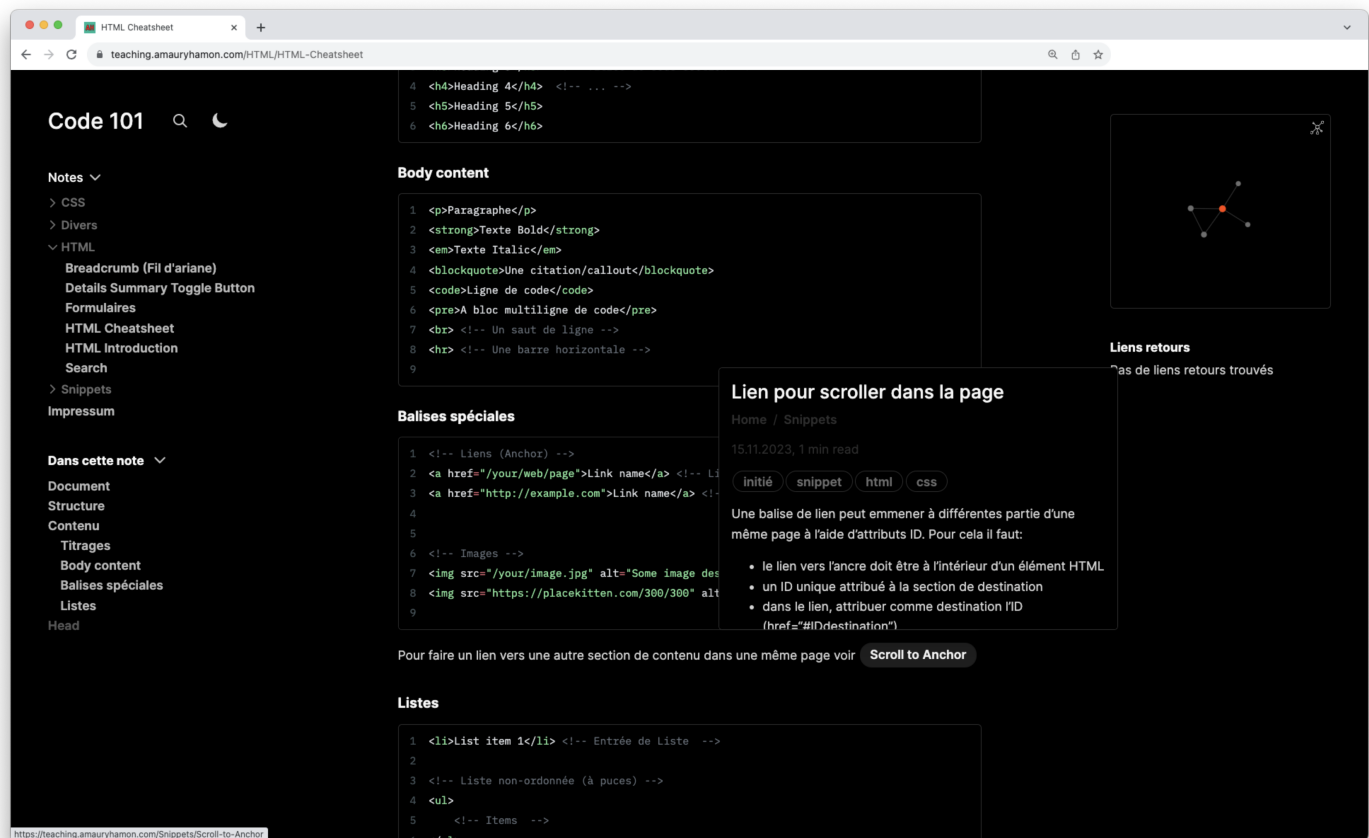 HTML Cheatsheet
teaching.amauryhamon.com/HTML/HTML-Cheatsheet
Code 101
Notes
CSS
Divers
HTML
Breadcrumb (Fil d'ariane)
Details Summary Toggle Button
Formulaires
HTML Cheatsheet
HTML Introduction
Search
Snippets
Impressum
Dans cette note
Document
Structure
Contenu
Titrages
Body content
Balises spéciales
Listes
Head
4 <h4>Heading 4</h4> <!-- ... -->
5 <h5>Heading 5</h5>
6 <h6>Heading 6</h6>
Body content
1 <p>Paragraphe</p>
2 <strong>Texte Bold</strong>
3 <em>Texte Italic</em>
4 <blockquote>Une citation/callout</blockquote>
5 <code>Ligne de code</code>
6 <pre>A bloc multiligne de code</pre>
7 <br> <!-- Un saut de ligne -->
8 <hr> <!-- Une barre horizontale -->
9
Balises spéciales
1 <!-- Liens (Anchor) -->
2 <a href="/your/web/page">Link name</a> <!-- Li
3 <a href="http://example.com">Link name</a> <!-
4
5
6 <!-- Images -->
7 <img src="/your/image.jpg" alt="Some image des
8 <img src="https://placekitten.com/300/300" alt
9
Lien pour scroller dans la page
Home / Snippets
15.11.2023, 1 min read
initié snippet html css
Une balise de lien peut emmener à différentes partie d'une
même page à l'aide d'attributs ID. Pour cela il faut:
• le lien vers l'ancre doit être à l'intérieur d'un élément HTML
• un ID unique attribué à la section de destination
• dans le lien, attribuer comme destination l'ID
(href="#IDdestination")
Pour faire un lien vers une autre section de contenu dans une même page voir Scroll to Anchor
Listes
1 <li>List item 1</li> <!-- Entrée de Liste -->
2
3 <!-- Liste non-ordonnée (à puces) -->
4 <ul>
5 <!-- Items -->
Liens retours
Pas de liens retours trouvés
https://teaching.amauryhamon.com/Snippets/Scroll-to-Anchor